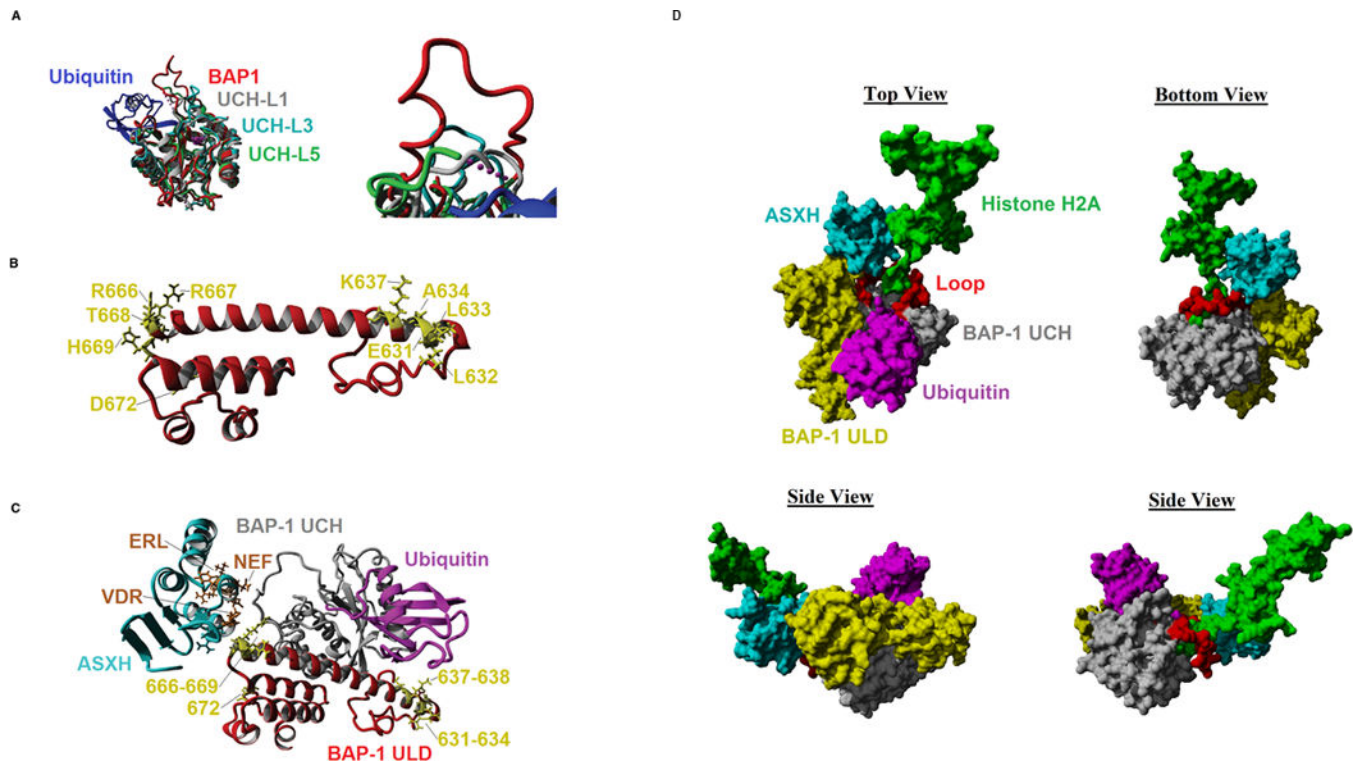 A
Ubiquitin
BAP1
UCH-L1
UCH-L3
UCH-L5
B
R666
R667
T668
H669
D672
K637
A634
L633
E631
L632
C
BAP-1 UCH
ERL
NEF
Ubiquitin
VDR
ASXH
666-669
672
637-638
631-634
BAP-1 ULD
D
Top View
Bottom View
ASXH
Histone H2A
Loop
BAP-1 UCH
Ubiquitin
BAP-1 ULD
Side View
Side View